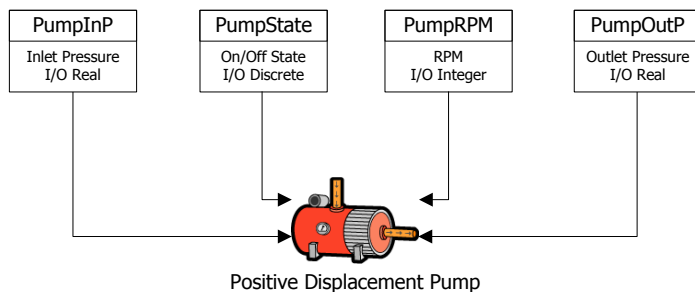 PumpInP
Inlet Pressure
I/O Real
PumpState
On/Off State
I/O Discrete
PumpRPM
RPM
I/O Integer
PumpOutP
Outlet Pressure
I/O Real
Positive Displacement Pump